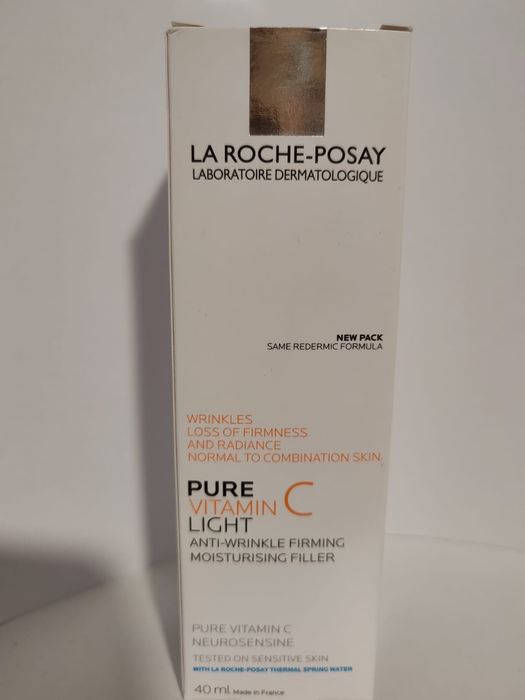 LA ROCHE-POSAY
LABORATOIRE DERMATOLOGIQUE
NEW PACK
SAME REDERMIC FORMULA
WRINKLES
LOSS OF FIRMNESS
AND RADIANCE
NORMAL TO COMBINATION SKIN
PURE
VITAMIN C
LIGHT
ANTI-WRINKLE FIRMING
MOISTURISING FILLER
PURE VITAMIN C
NEUROSENSINE
TESTED ON SENSITIVE SKIN
WITH LA ROCHE-POSAY THERMAL SPRING WATER
40 ml Made in France